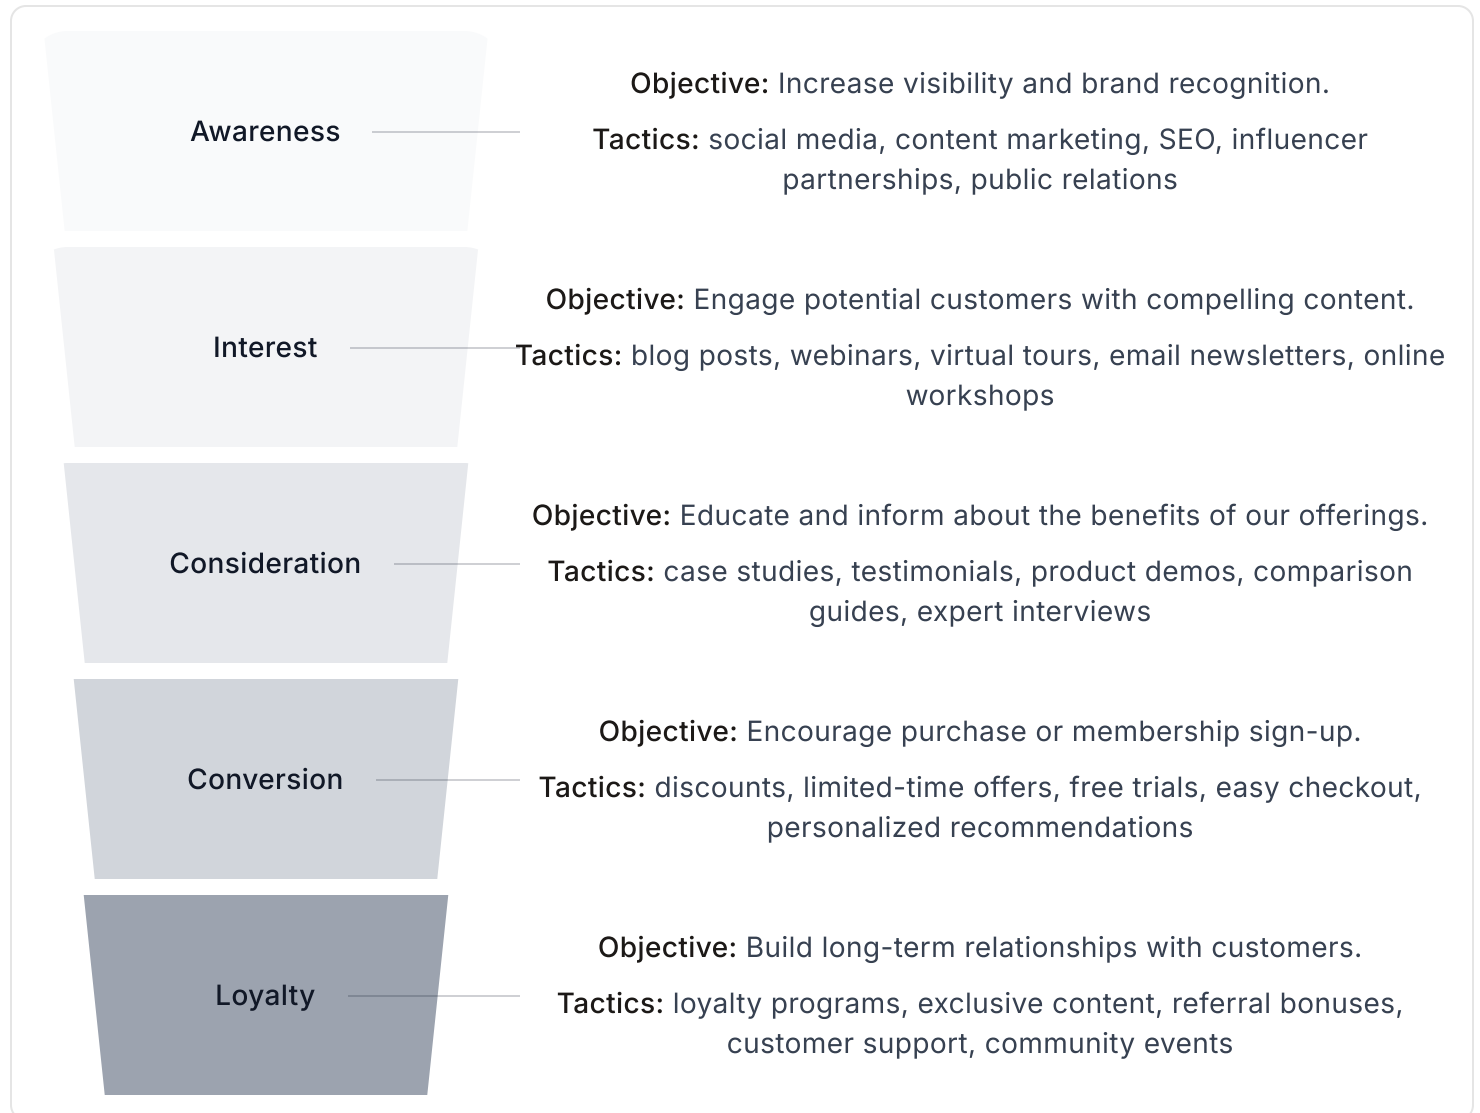 Awareness
Objective: Increase visibility and brand recognition.
Tactics: social media, content marketing, SEO, influencer
partnerships, public relations
Interest
Objective: Engage potential customers with compelling content.
Tactics: blog posts, webinars, virtual tours, email newsletters, online
workshops
Consideration
Objective: Educate and inform about the benefits of our offerings.
Tactics: case studies, testimonials, product demos, comparison
guides, expert interviews
Conversion
Objective: Encourage purchase or membership sign-up.
Tactics: discounts, limited-time offers, free trials, easy checkout,
personalized recommendations
Loyalty
Objective: Build long-term relationships with customers.
Tactics: loyalty programs, exclusive content, referral bonuses,
customer support, community events